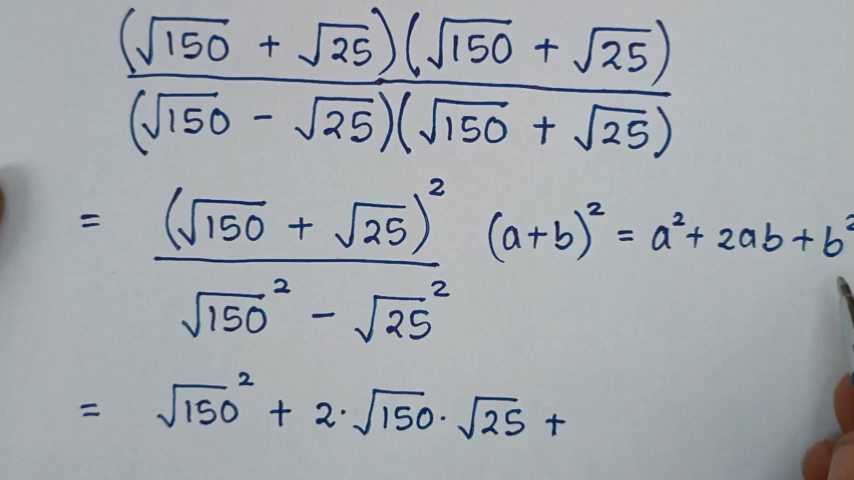 (√150 + √25)(√150 + √25)
(√150 - √25)(√150 + √25)
= (√150 + √25)² (a+b)² = a² + 2ab + b²
√150² - √25²
= √150² + 2·√150·√25 +